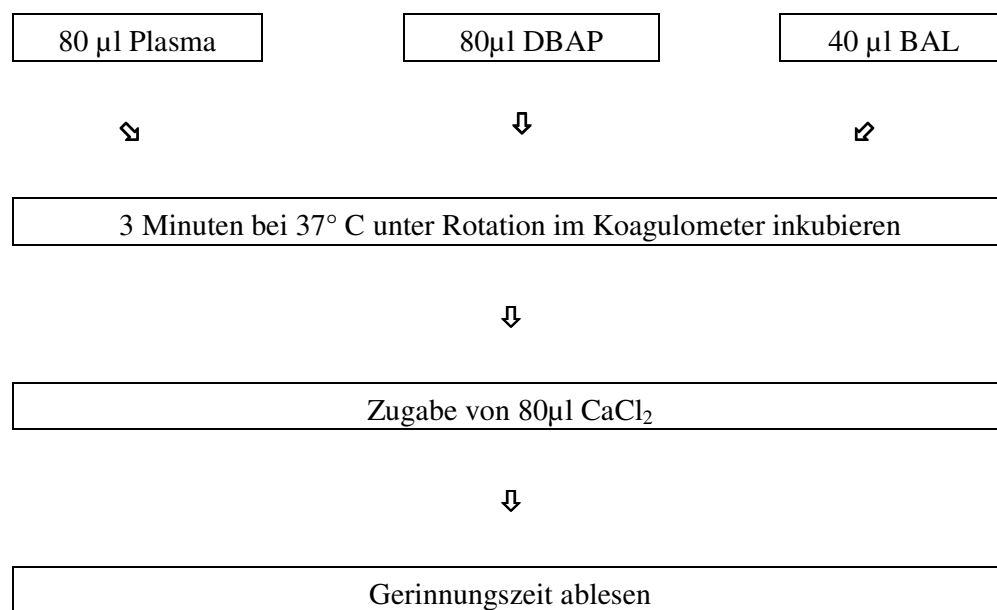 80 µl Plasma
80µl DBAP
40 µl BAL
3 Minuten bei 37° C unter Rotation im Koagulometer inkubieren
Zugabe von 80µl CaCl₂
Gerinnungszeit ablesen